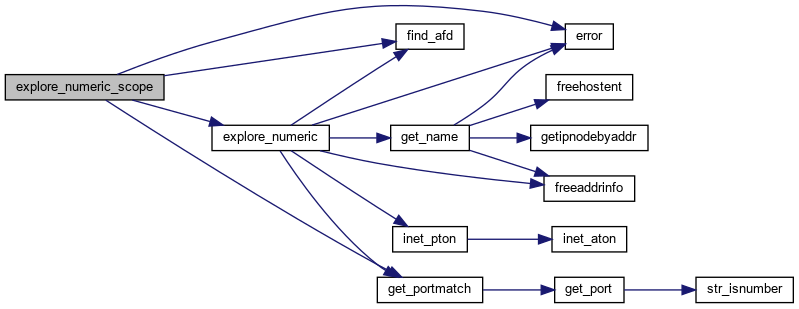 explore_numeric_scope
find_afd
error
explore_numeric
get_name
freehostent
getipnodebyaddr
freeaddrinfo
inet_pton
inet_aton
get_portmatch
get_port
str_isnumber